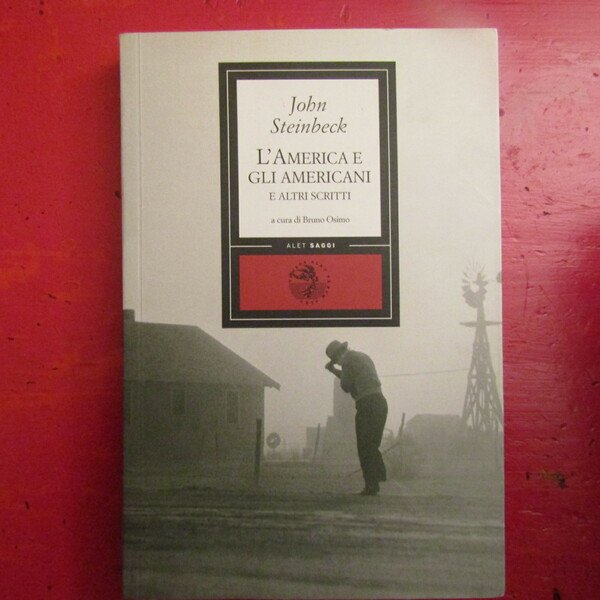 John
Steinbeck
L'AMERICA E
GLI AMERICANI
E ALTRI SCRITTI
a cura di Bruno Osimo
ALET SAGGI